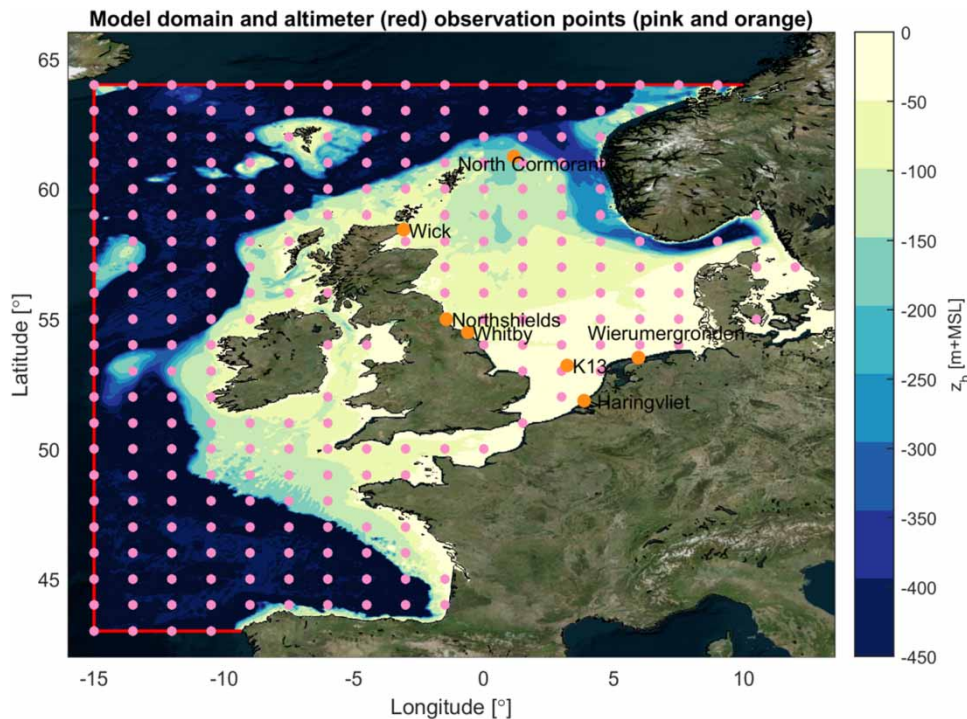 Model domain and altimeter (red) observation points (pink and orange)
65
60
55
50
45
-15
-10
-5
0
5
10
Latitude [°]
Longitude [°]
North Cormorant
Wick
Northshields
Whitby
Wierumergronden
K13
Haringvliet
0
-50
-100
-150
-200
-250
-300
-350
-400
-450
z_b [m+MSL]